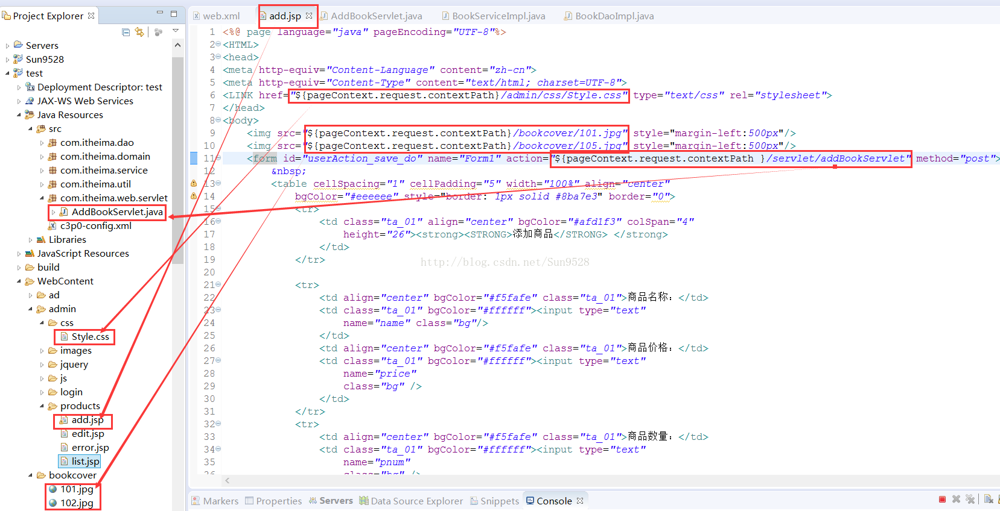 Project Explorer
Servers
Sun9528
test
Deployment Descriptor: test
JAX-WS Web Services
Java Resources
src
com.itheima.dao
com.itheima.domain
com.itheima.service
com.itheima.util
com.itheima.web.servlet
AddBookServlet.java
c3p0-config.xml
Libraries
JavaScript Resources
build
WebContent
ad
admin
css
Style.css
images
jquery
js
login
products
add.jsp
edit.jsp
error.jsp
list.jsp
bookcover
101.jpg
102.jpg
web.xml add.jsp AddBookServlet.java BookServiceImpl.java BookDaoImpl.java
1 <%@ page language="java" pageEncoding="UTF-8"%>
2 <HTML>
3 <head>
4 <meta http-equiv="Content-Language" content="zh-cn">
5 <meta http-equiv="Content-Type" content="text/html; charset=UTF-8">
6 <LINK href="${pageContext.request.contextPath}/admin/css/Style.css" type="text/css" rel="stylesheet">
7 </head>
8 <body>
9 <img src="${pageContext.request.contextPath}/bookcover/101.jpg" style="margin-left:500px"/>
10 <img src="${pageContext.request.contextPath}/bookcover/105.jpg" style="margin-left:500px"/>
11 <form id="userAction_save_do" name="Form1" action="${pageContext.request.contextPath }/servlet/addBookServlet" method="post">
12 &nbsp;
13 <table cellSpacing="1" cellPadding="5" width="100%" align="center"
14 bgColor="#eeeeee" style="border: 1px solid #8ba7e3" border="0">
15 <tr>
16 <td class="ta_01" align="center" bgColor="#afd1f3" colSpan="4"
17 height="26"><strong><STRONG>添加商品</STRONG> </strong>
18 </td>
19 </tr>
http://blog.csdn.net/Sun9528
20
21 <tr>
22 <td align="center" bgColor="#f5fafe" class="ta_01">商品名称：</td>
23 <td class="ta_01" bgColor="#ffffff"><input type="text"
24 name="name" class="bg"/>
25 </td>
26 <td align="center" bgColor="#f5fafe" class="ta_01">商品价格：</td>
27 <td class="ta_01" bgColor="#ffffff"><input type="text"
28 name="price"
29 class="bg" />
30 </td>
31 </tr>
32 <tr>
33 <td align="center" bgColor="#f5fafe" class="ta_01">商品数量：</td>
34 <td class="ta_01" bgColor="#ffffff"><input type="text"
35 name="pnum"
36 class="bg" />
Markers Properties Servers Data Source Explorer Snippets Console